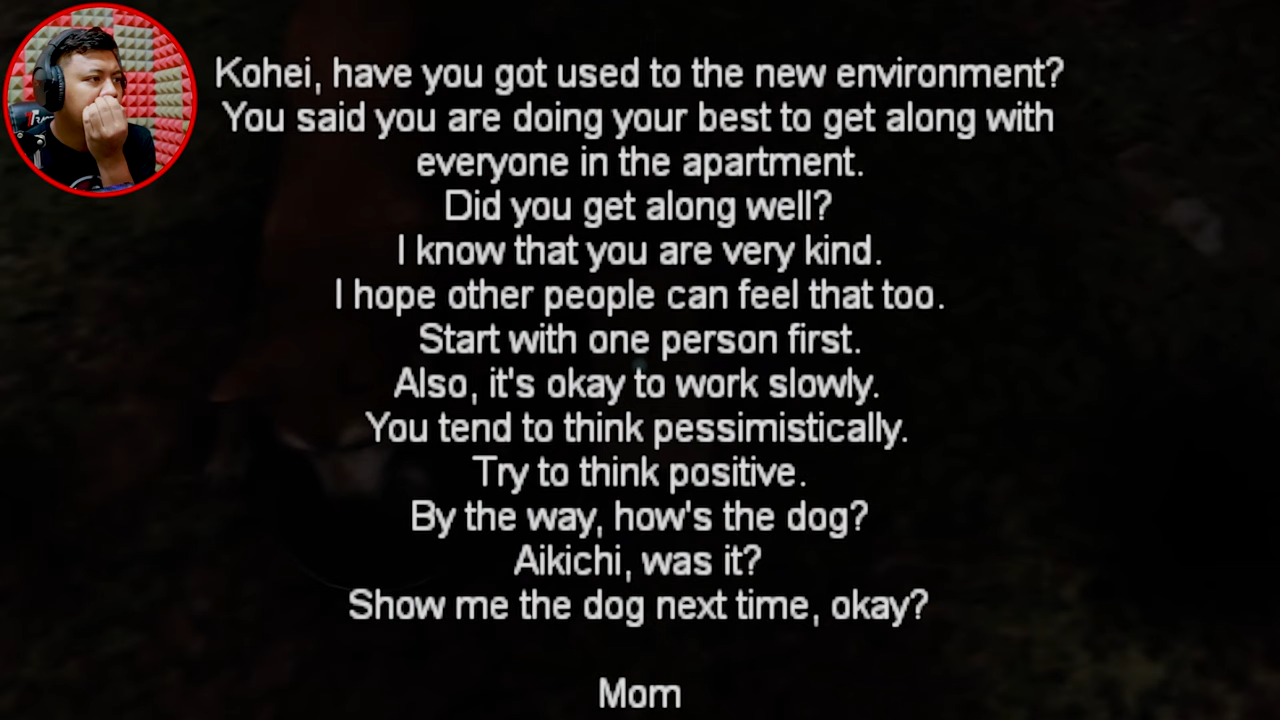 Kohei, have you got used to the new environment?
You said you are doing your best to get along with
everyone in the apartment.
Did you get along well?
I know that you are very kind.
I hope other people can feel that too.
Start with one person first.
Also, it's okay to work slowly.
You tend to think pessimistically.
Try to think positive.
By the way, how's the dog?
Aikichi, was it?
Show me the dog next time, okay?
Mom